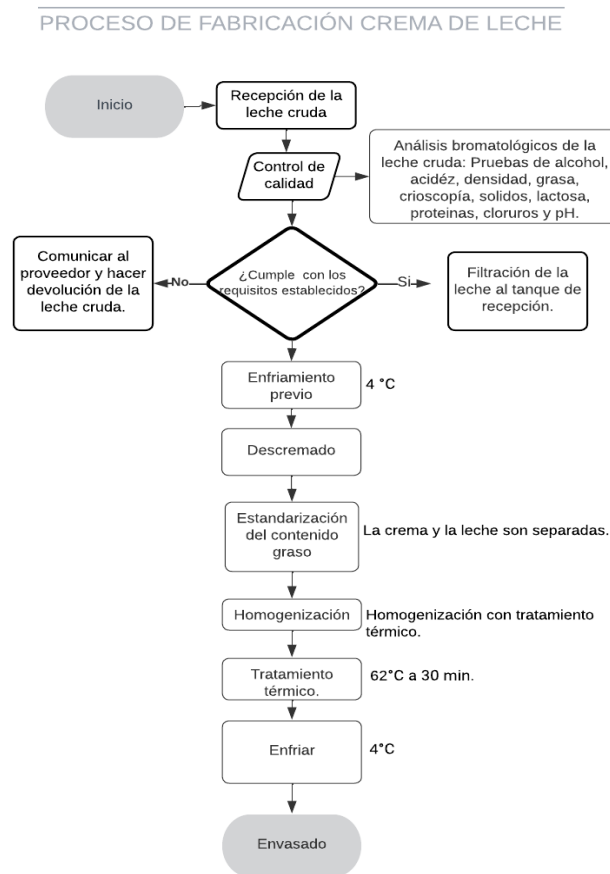 PROCESO DE FABRICACIÓN CREMA DE LECHE
Inicio
Recepción de la
leche cruda
Control de
calidad
Análisis bromatológicos de la
leche cruda: Pruebas de alcohol,
acidéz, densidad, grasa,
crioscopía, solidos, lactosa,
proteinas, cloruros y pH.
¿Cumple con los
requisitos establecidos?
No
Comunicar al
proveedor y hacer
devolución de la
leche cruda.
Si
Filtración de la
leche al tanque de
recepción.
Enfriamiento
previo
4 °C
Descremado
Estandarización
del contenido
graso
La crema y la leche son separadas.
Homogenización
Homogenización con tratamiento
térmico.
Tratamiento
térmico.
62°C a 30 min.
Enfriar
4°C
Envasado